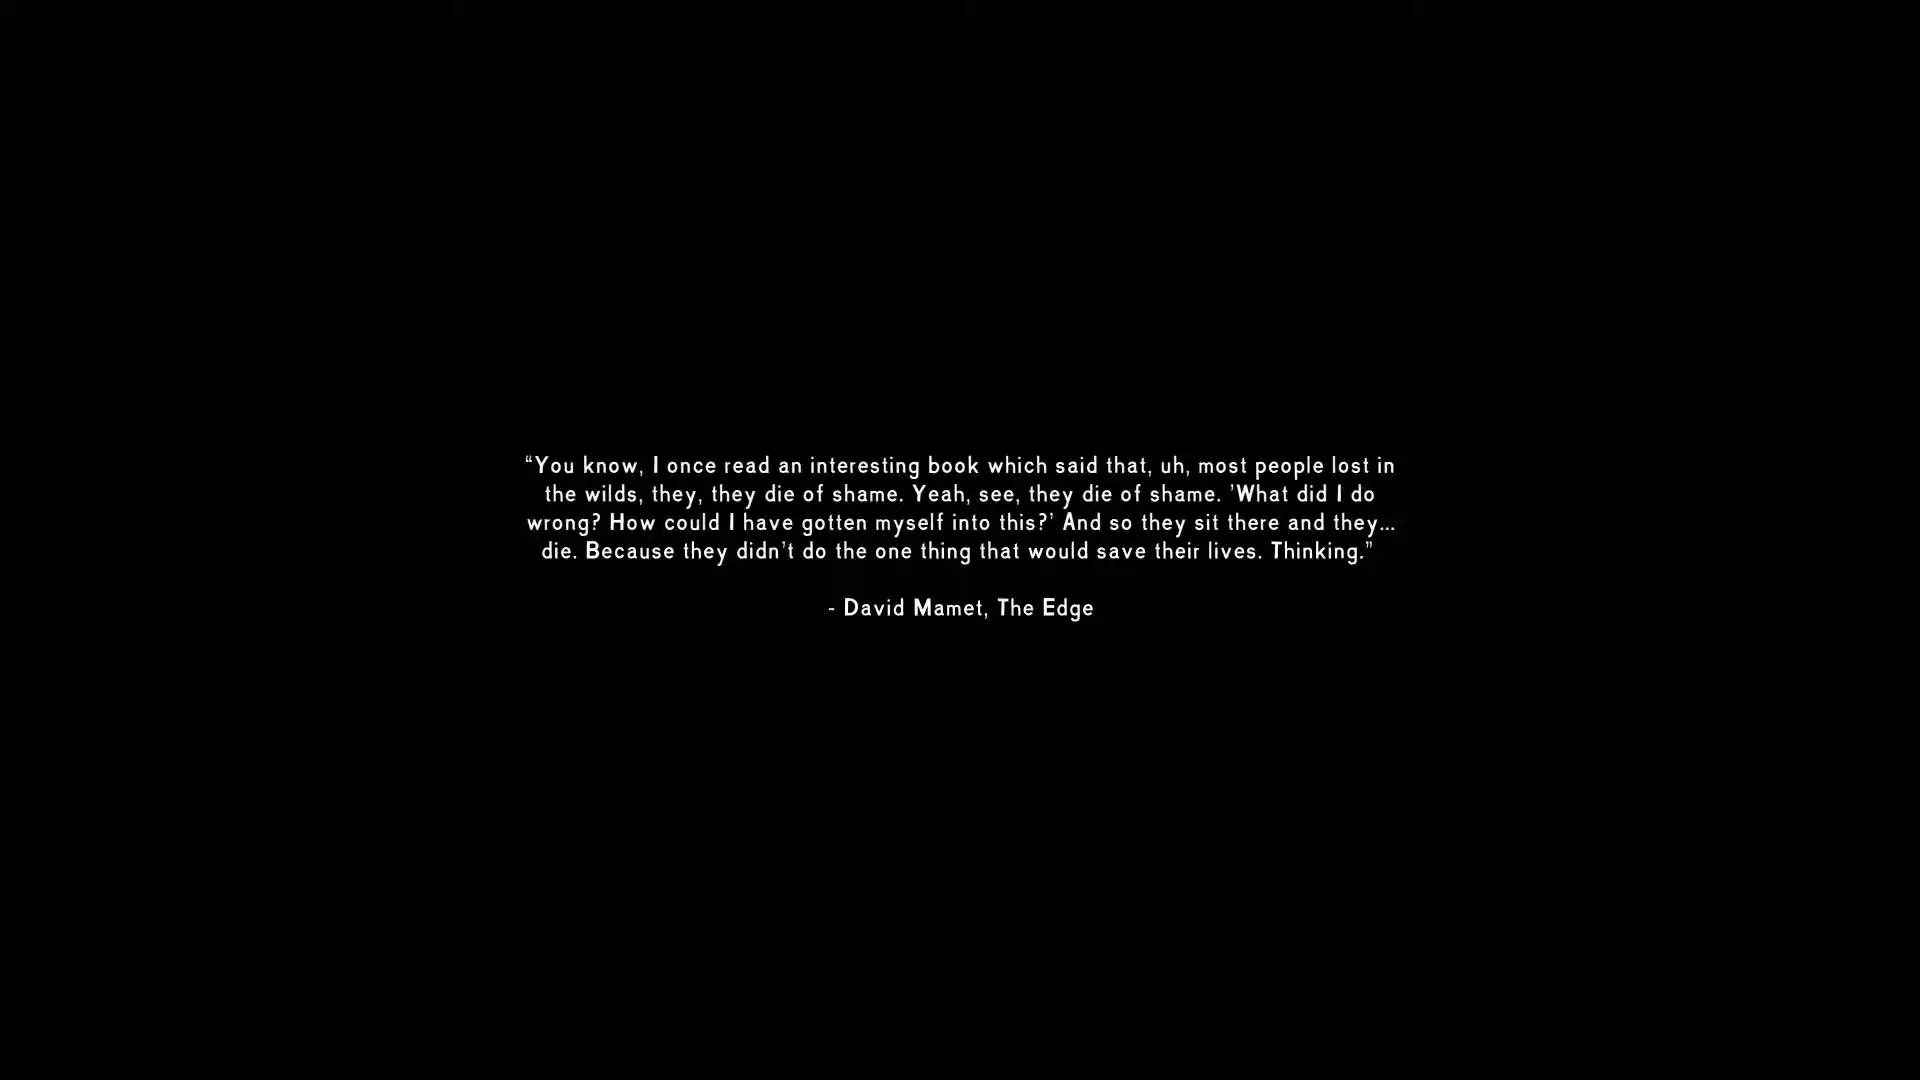 “You know, I once read an interesting book which said that, uh, most people lost in
the wilds, they, they die of shame. Yeah, see, they die of shame. 'What did I do
wrong? How could I have gotten myself into this?' And so they sit there and they...
die. Because they didn't do the one thing that would save their lives. Thinking.”
- David Mamet, The Edge